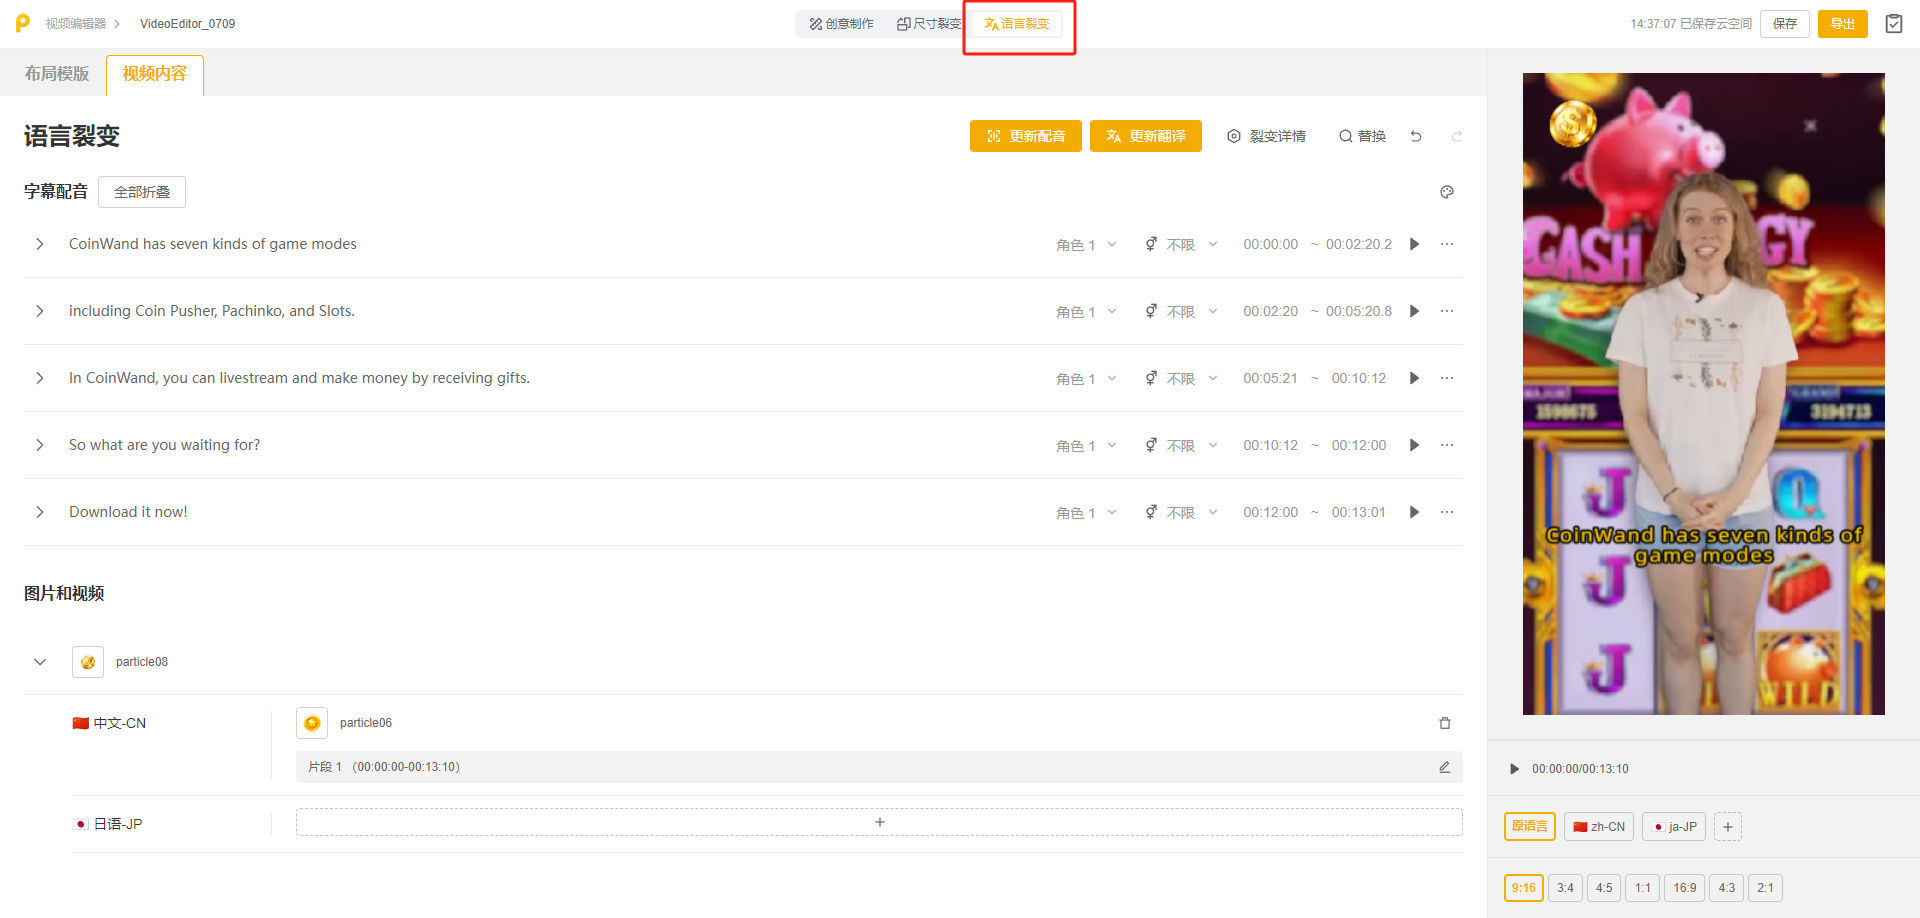 视频编辑器
VideoEditor_0709
创意制作
尺寸裂变
语言裂变
14:37:07 已保存云空间
保存
导出
布局模版
视频内容
语言裂变
更新配音
更新翻译
裂变详情
替换
字幕配音
全部折叠
CoinWand has seven kinds of game modes
角色 1
不限
00:00:00 ~ 00:02:20.2
including Coin Pusher, Pachinko, and Slots.
角色 1
不限
00:02:20 ~ 00:05:20.8
In CoinWand, you can livestream and make money by receiving gifts.
角色 1
不限
00:05:21 ~ 00:10:12
So what are you waiting for?
角色 1
不限
00:10:12 ~ 00:12:00
Download it now!
角色 1
不限
00:12:00 ~ 00:13:01
图片和视频
particle08
中文-CN
particle06
片段 1 （00:00:00-00:13:10）
日语-JP
CASH
GY
MAJOR
1598675
GRAND
3194713
J
Q
CoinWand has seven kinds of
game modes
J
J
WILD
00:00:00/00:13:10
原语言
zh-CN
ja-JP
9:16
3:4
4:5
1:1
16:9
4:3
2:1